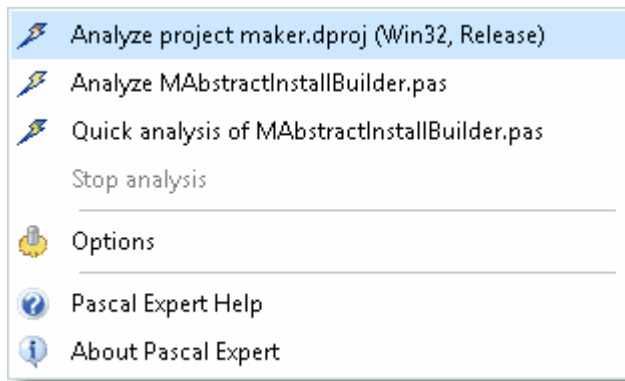 Analyze project maker.dproj (Win32, Release)
Analyze MAbstractInstallBuilder.pas
Quick analysis of MAbstractInstallBuilder.pas
Stop analysis
Options
Pascal Expert Help
About Pascal Expert